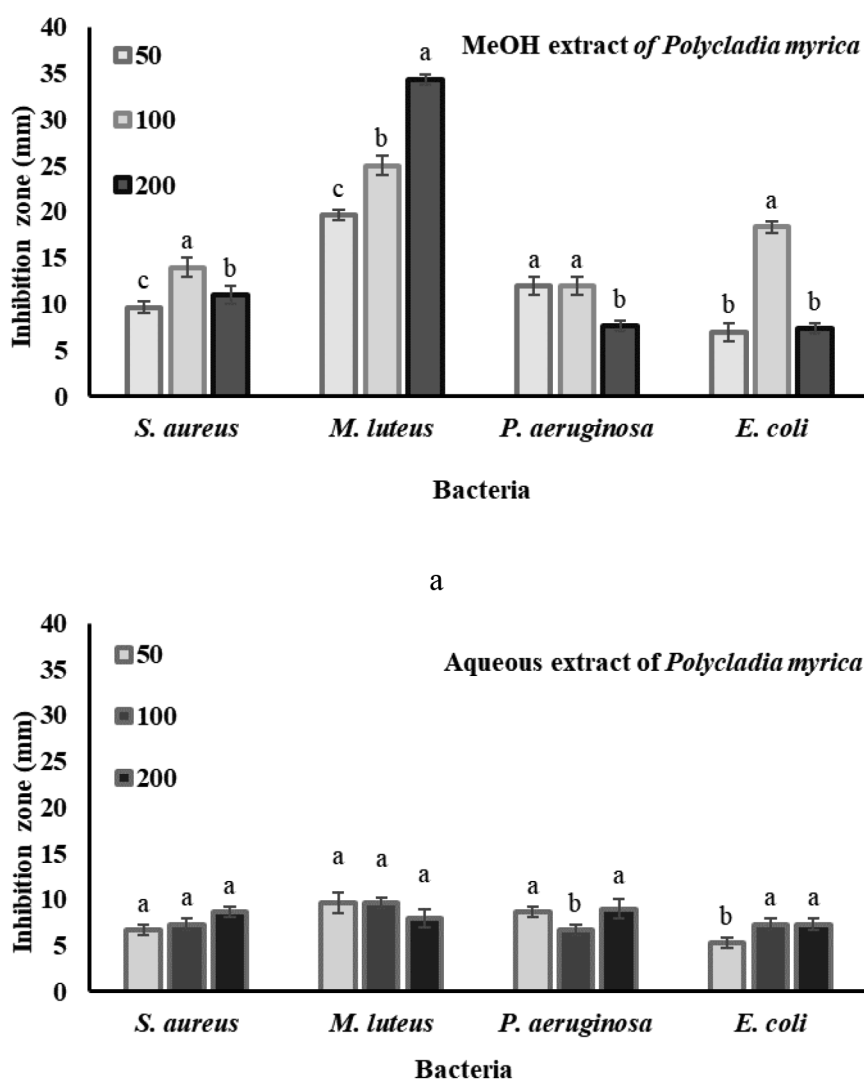 MeOH extract of Polycladia myrica
50
100
200
Inhibition zone (mm)
40
35
30
25
20
15
10
5
0
c
a
b
c
b
a
a
a
b
b
a
b
S. aureus
M. luteus
P. aeruginosa
E. coli
Bacteria
a
Aqueous extract of Polycladia myrica
50
100
200
Inhibition zone (mm)
40
35
30
25
20
15
10
5
0
a
a
a
a
a
a
a
b
a
b
a
a
S. aureus
M. luteus
P. aeruginosa
E. coli
Bacteria